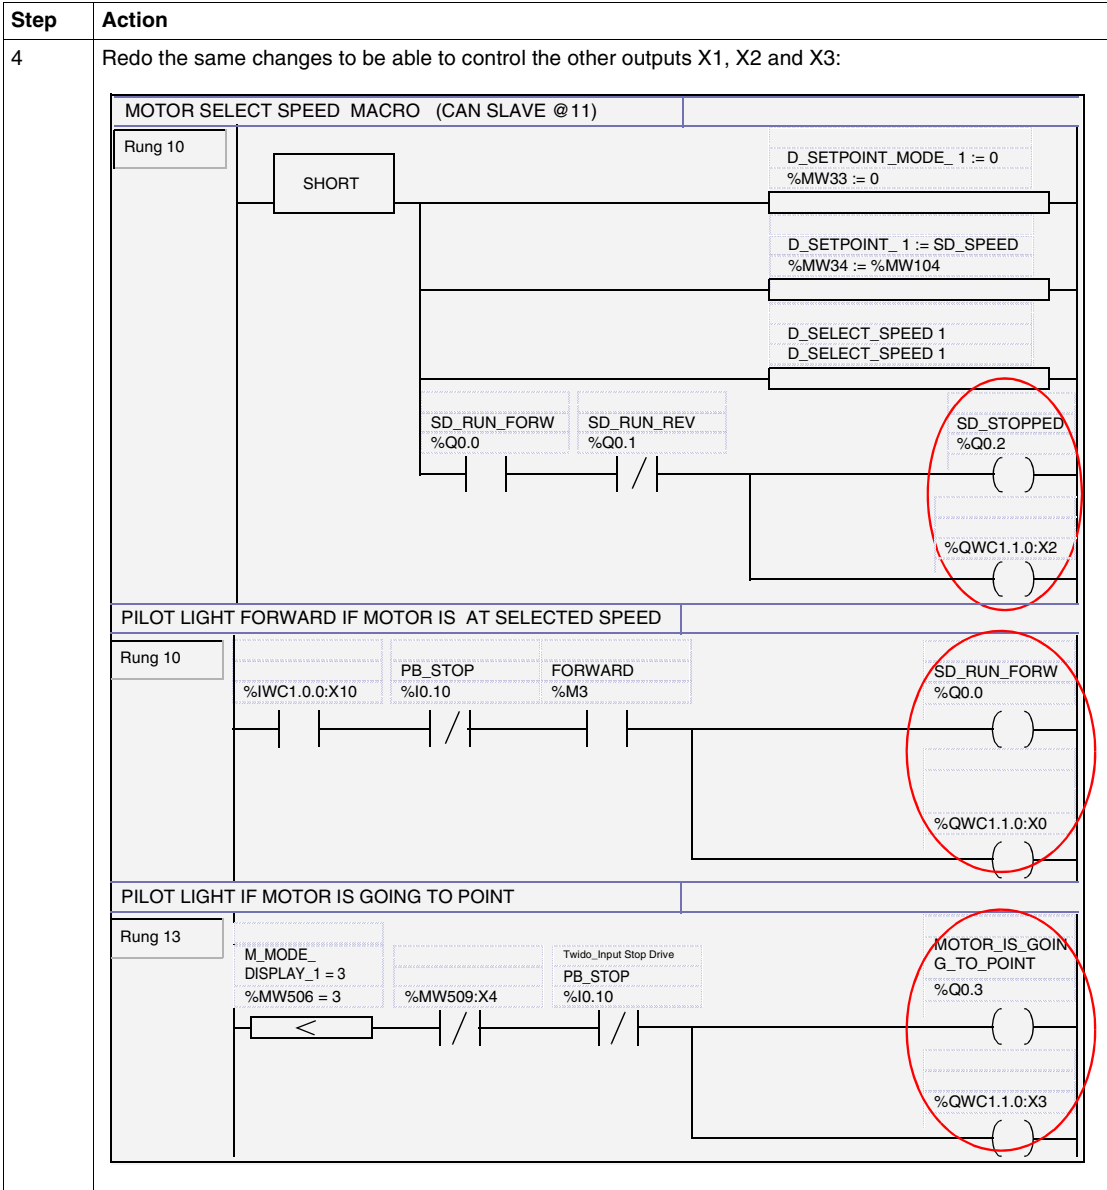 Step Action
4 Redo the same changes to be able to control the other outputs X1, X2 and X3:
MOTOR SELECT SPEED MACRO (CAN SLAVE @11)
Rung 10
SHORT
D_SETPOINT_MODE_ 1 := 0
%MW33 := 0
D_SETPOINT_ 1 := SD_SPEED
%MW34 := %MW104
D_SELECT_SPEED 1
D_SELECT_SPEED 1
SD_RUN_FORW SD_RUN_REV SD_STOPPED
%Q0.0 %Q0.1 %Q0.2
%QWC1.1.0:X2
PILOT LIGHT FORWARD IF MOTOR IS AT SELECTED SPEED
Rung 10
PB_STOP FORWARD SD_RUN_FORW
%IWC1.0.0:X10 %I0.10 %M3 %Q0.0
%QWC1.1.0:X0
PILOT LIGHT IF MOTOR IS GOING TO POINT
Rung 13
M_MODE_
DISPLAY_1 = 3
%MW506 = 3
<
%MW509:X4
Twido_Input Stop Drive
PB_STOP
%I0.10
MOTOR_IS_GOIN
G_TO_POINT
%Q0.3
%QWC1.1.0:X3